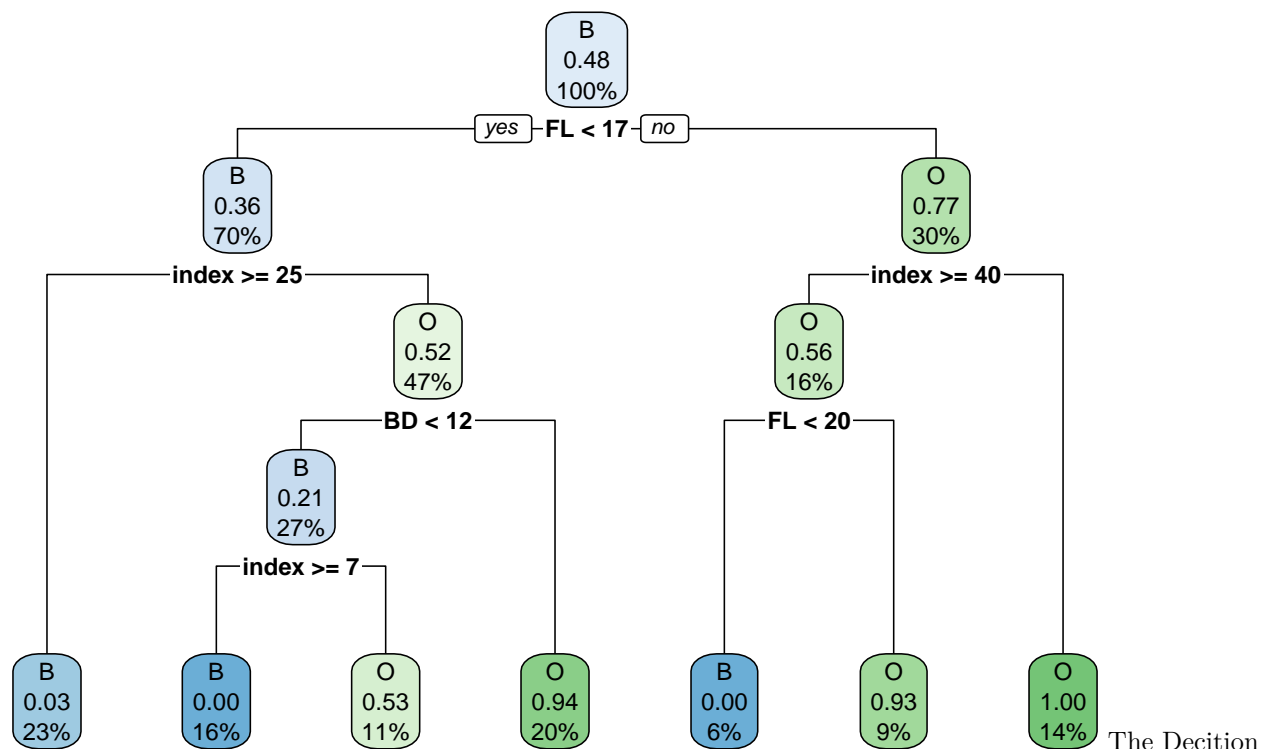 B
0.48
100%
yes FL < 17 no
B
0.36
70%
O
0.77
30%
index >= 25
index >= 40
O
0.52
47%
O
0.56
16%
BD < 12
FL < 20
B
0.21
27%
index >= 7
B
0.03
23%
B
0.00
16%
O
0.53
11%
O
0.94
20%
B
0.00
6%
O
0.93
9%
O
1.00
14%
The Decition